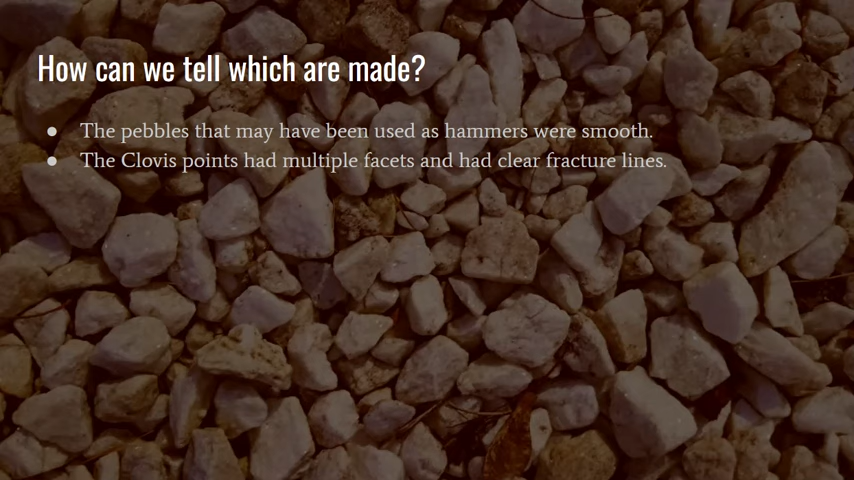 How can we tell which are made?
● The pebbles that may have been used as hammers were smooth.
● The Clovis points had multiple facets and had clear fracture lines.